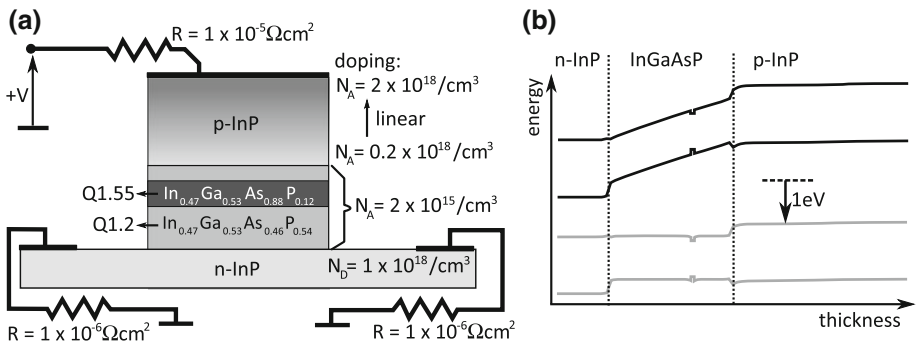 (a)
R = 1 x 10⁻⁵Ωcm²
+V
doping:
N_A = 2 x 10¹⁸/cm³
linear
N_A = 0.2 x 10¹⁸/cm³
p-InP
Q1.55
In₀.₄₇Ga₀.₅₃As₀.₈₈P₀.₁₂
N_A = 2 x 10¹⁵/cm³
Q1.2
In₀.₄₇Ga₀.₅₃As₀.₄₆P₀.₅₄
n-InP
N_D = 1 x 10¹⁸/cm³
R = 1 x 10⁻⁶Ωcm²
R = 1 x 10⁻⁶Ωcm²
(b)
n-InP
InGaAsP
p-InP
energy
1eV
thickness